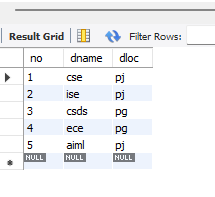 Result Grid Filter Rows:
no dname dloc
1 cse pj
2 ise pj
3 csds pg
4 ece pg
5 aiml pj
NULL NULL NULL